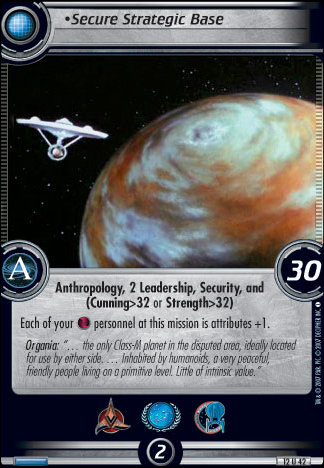 •Secure Strategic Base
A
30
Anthropology, 2 Leadership, Security, and
(Cunning>32 or Strength>32)
Each of your personnel at this mission is attributes +1.
Organia: “. . . the only Class-M planet in the disputed area, ideally located
for use by either side. . . . Inhabited by humanoids, a very peaceful,
friendly people living on a primitive level. Little of intrinsic value.”
2
12 U 42